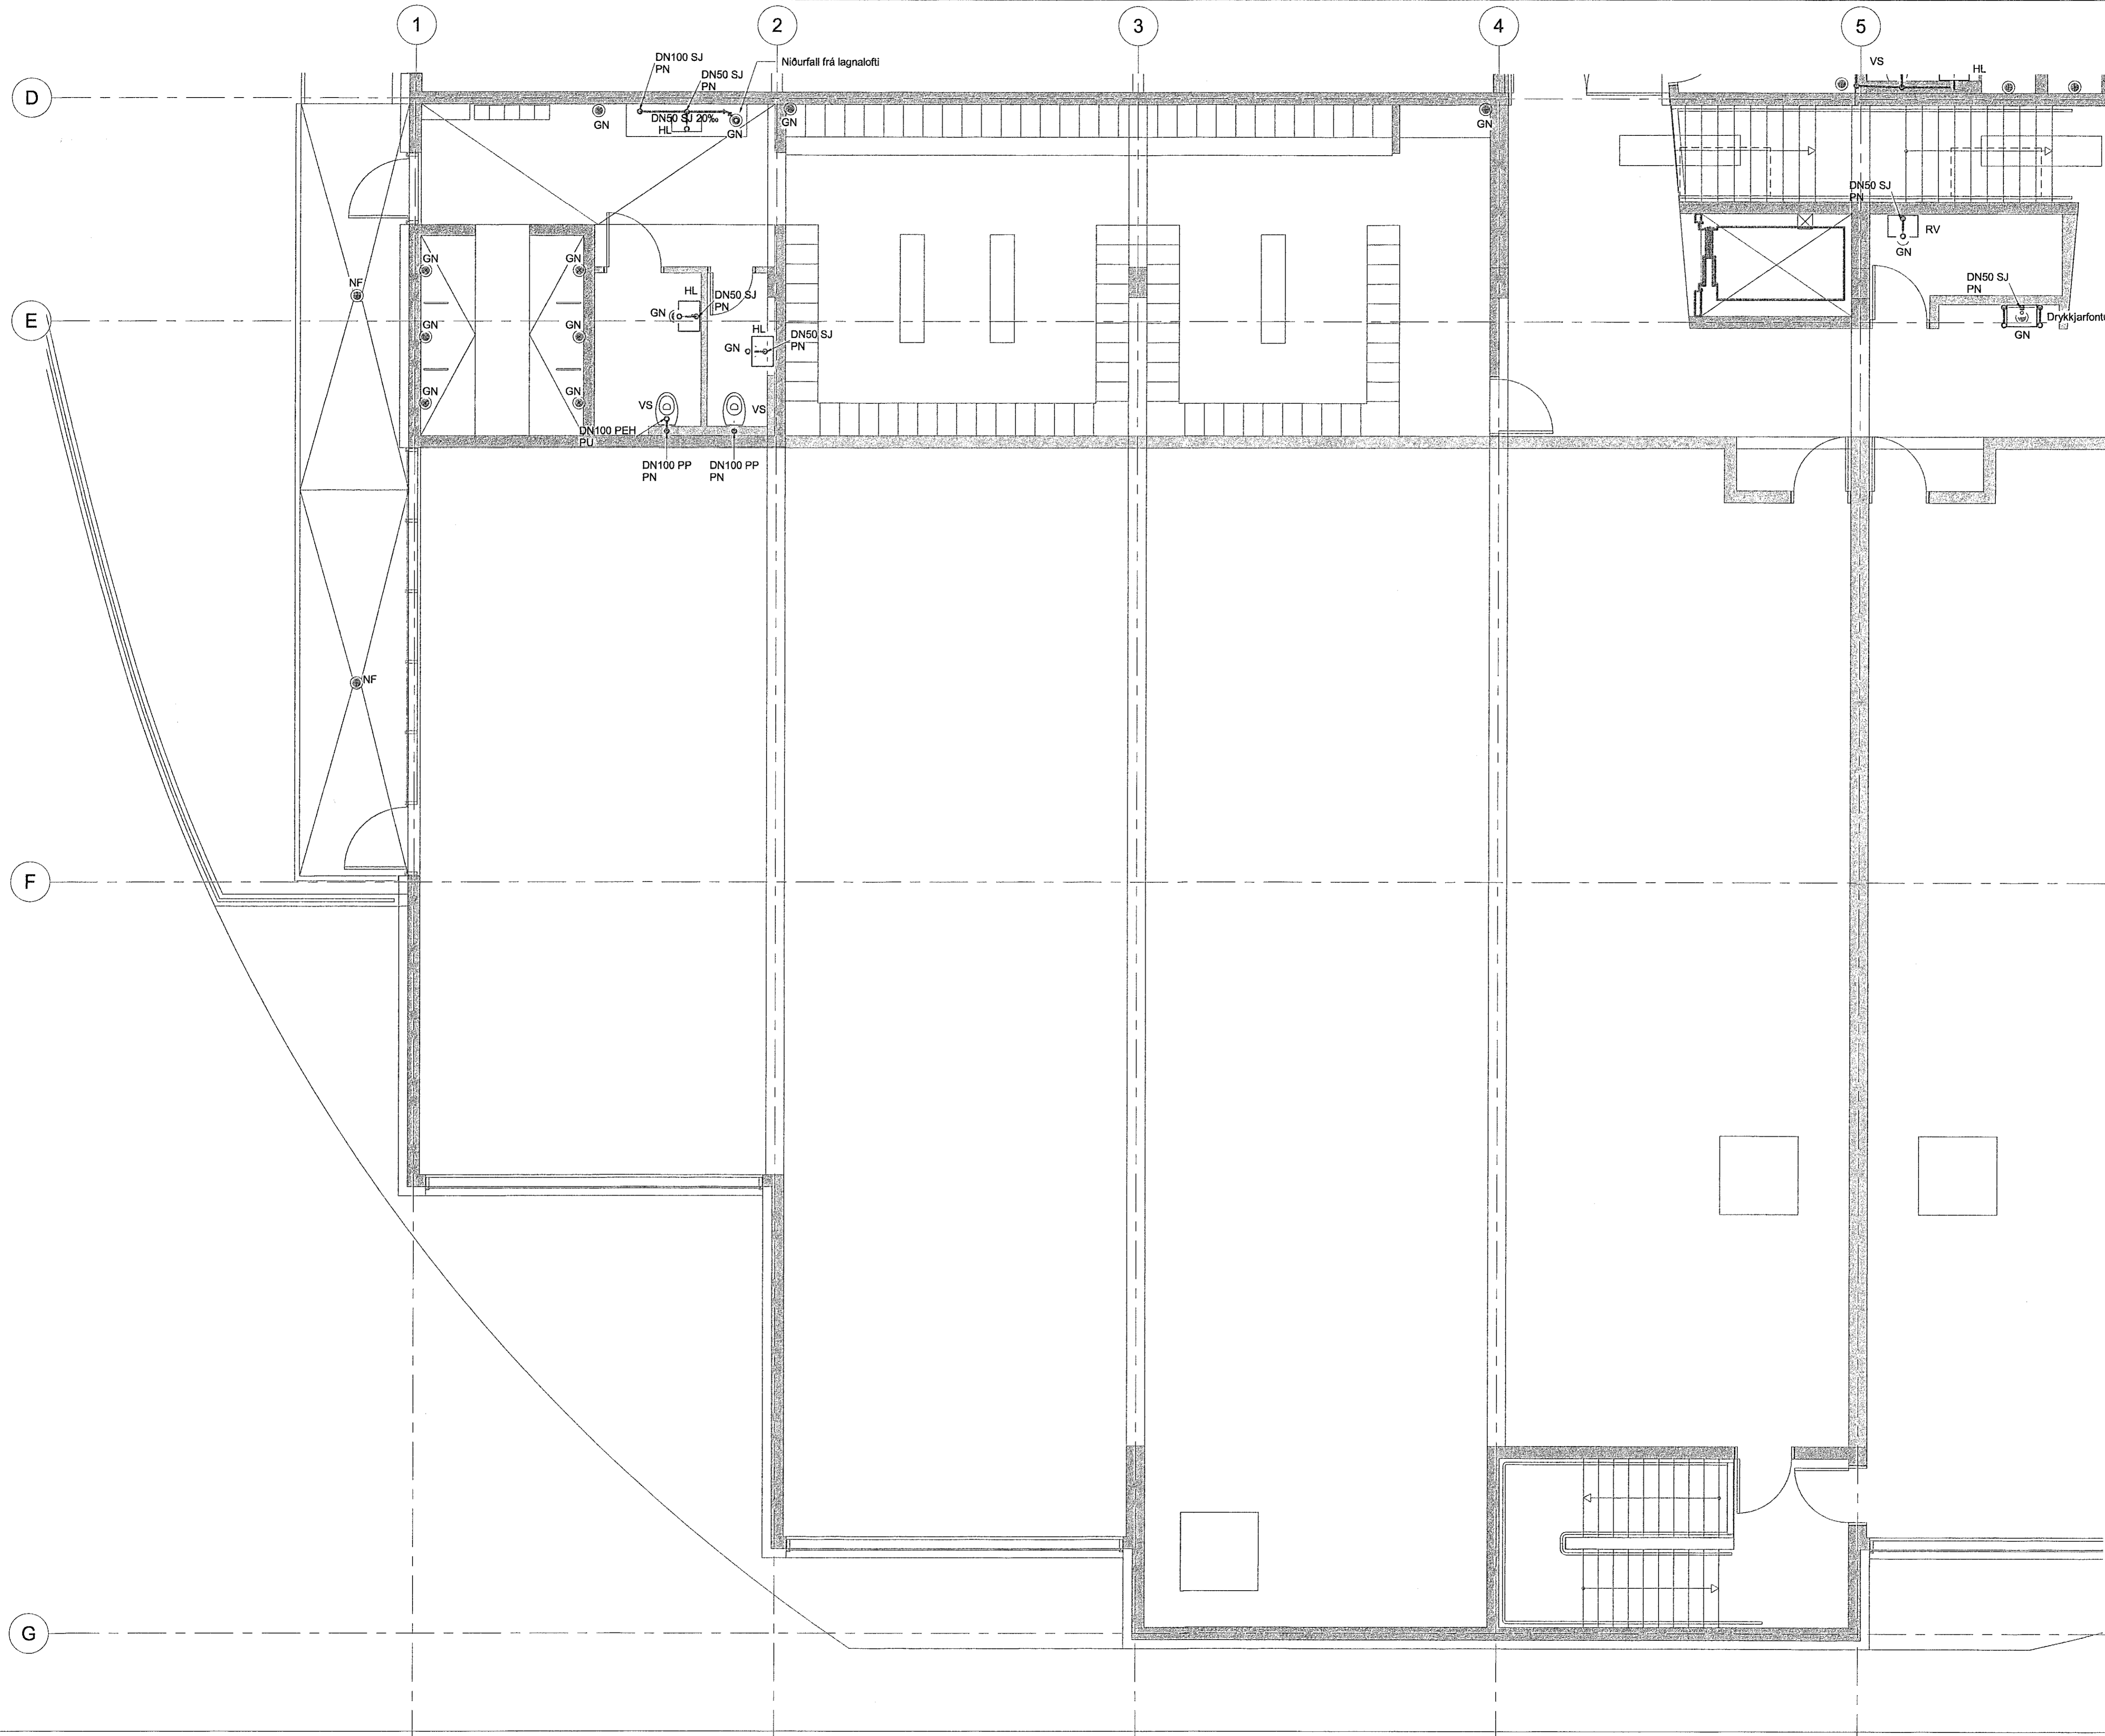 1
2
3
4
5
DN100 SJ
PN
DN50 SJ
PN
Niðurfall frá lagnalofti
VS
HL
D
GN
DN50 SJ 20‰
HL
GN
GN
GN
DN50 SJ
PN
RV
GN
GN
GN
NF
HL
DN50 SJ
PN
GN
DN50 SJ
PN
Drykkjarfont
GN
E
GN
GN
HL
DN50 SJ
PN
GN
GN
GN
VS
VS
DN100 PEH
PU
DN100 PP
PN
DN100 PP
PN
NF
F
G